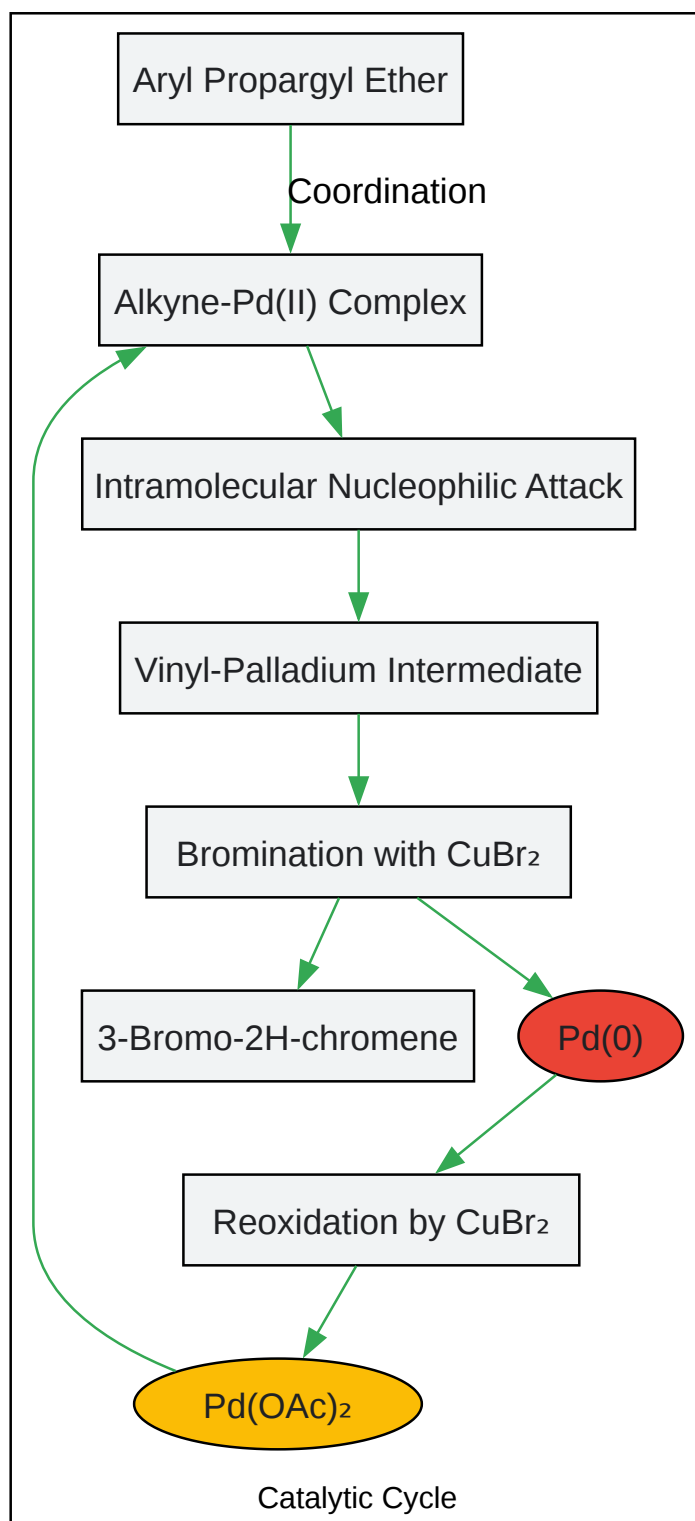 Aryl Propargyl Ether
Coordination
Alkyne-Pd(II) Complex
Intramolecular Nucleophilic Attack
Vinyl-Palladium Intermediate
Bromination with CuBr₂
3-Bromo-2H-chromene
Pd(0)
Reoxidation by CuBr₂
Pd(OAc)₂
Catalytic Cycle